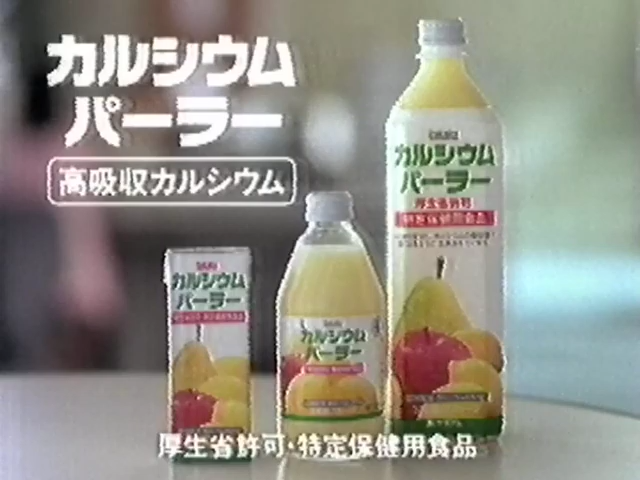 カルシウム
パーラー
高吸収カルシウム
カルシウム
パーラー
カルシウム
パーラー
カルシウム
パーラー
厚生省許可
特定保健用食品
厚生省許可・特定保健用食品